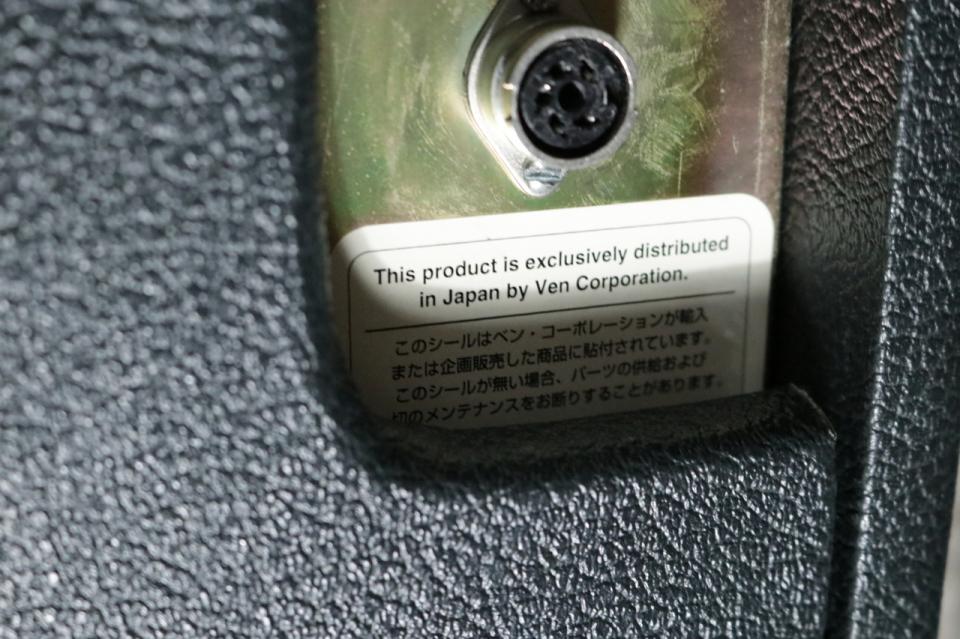 This product is exclusively distributed
in Japan by Ven Corporation.
このシールはベン・コーポレーションが輸入
または企画販売した商品に貼付されています。
このシールが無い場合、パーツの供給および
切のメンテナンスをお断りすることがあります。